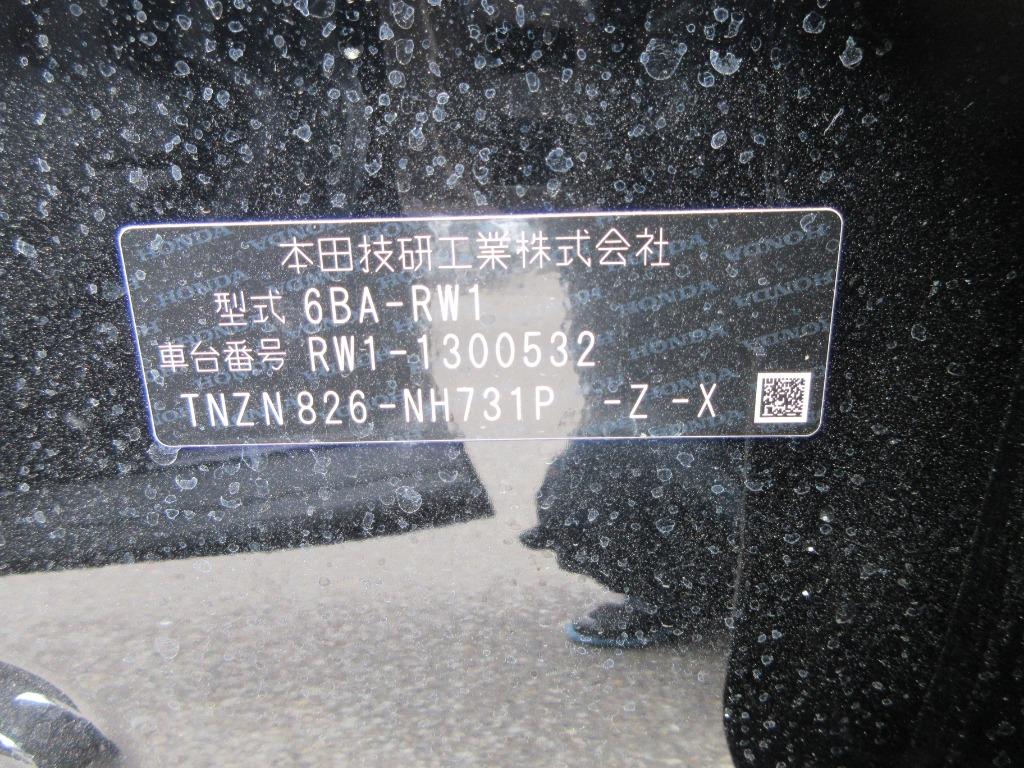 本田技研工業株式会社
型式 6BA-RW1
車台番号 RW1-1300532
TNZN826-NH731P -Z -X